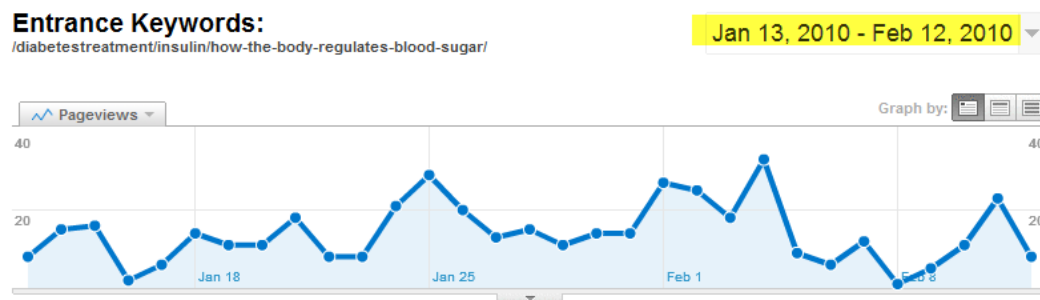 Entrance Keywords:
/diabetestreatment/insulin/how-the-body-regulates-blood-sugar/
Jan 13, 2010 - Feb 12, 2010
Pageviews
Graph by:
40
40
20
20
Jan 18
Jan 25
Feb 1
Feb 8